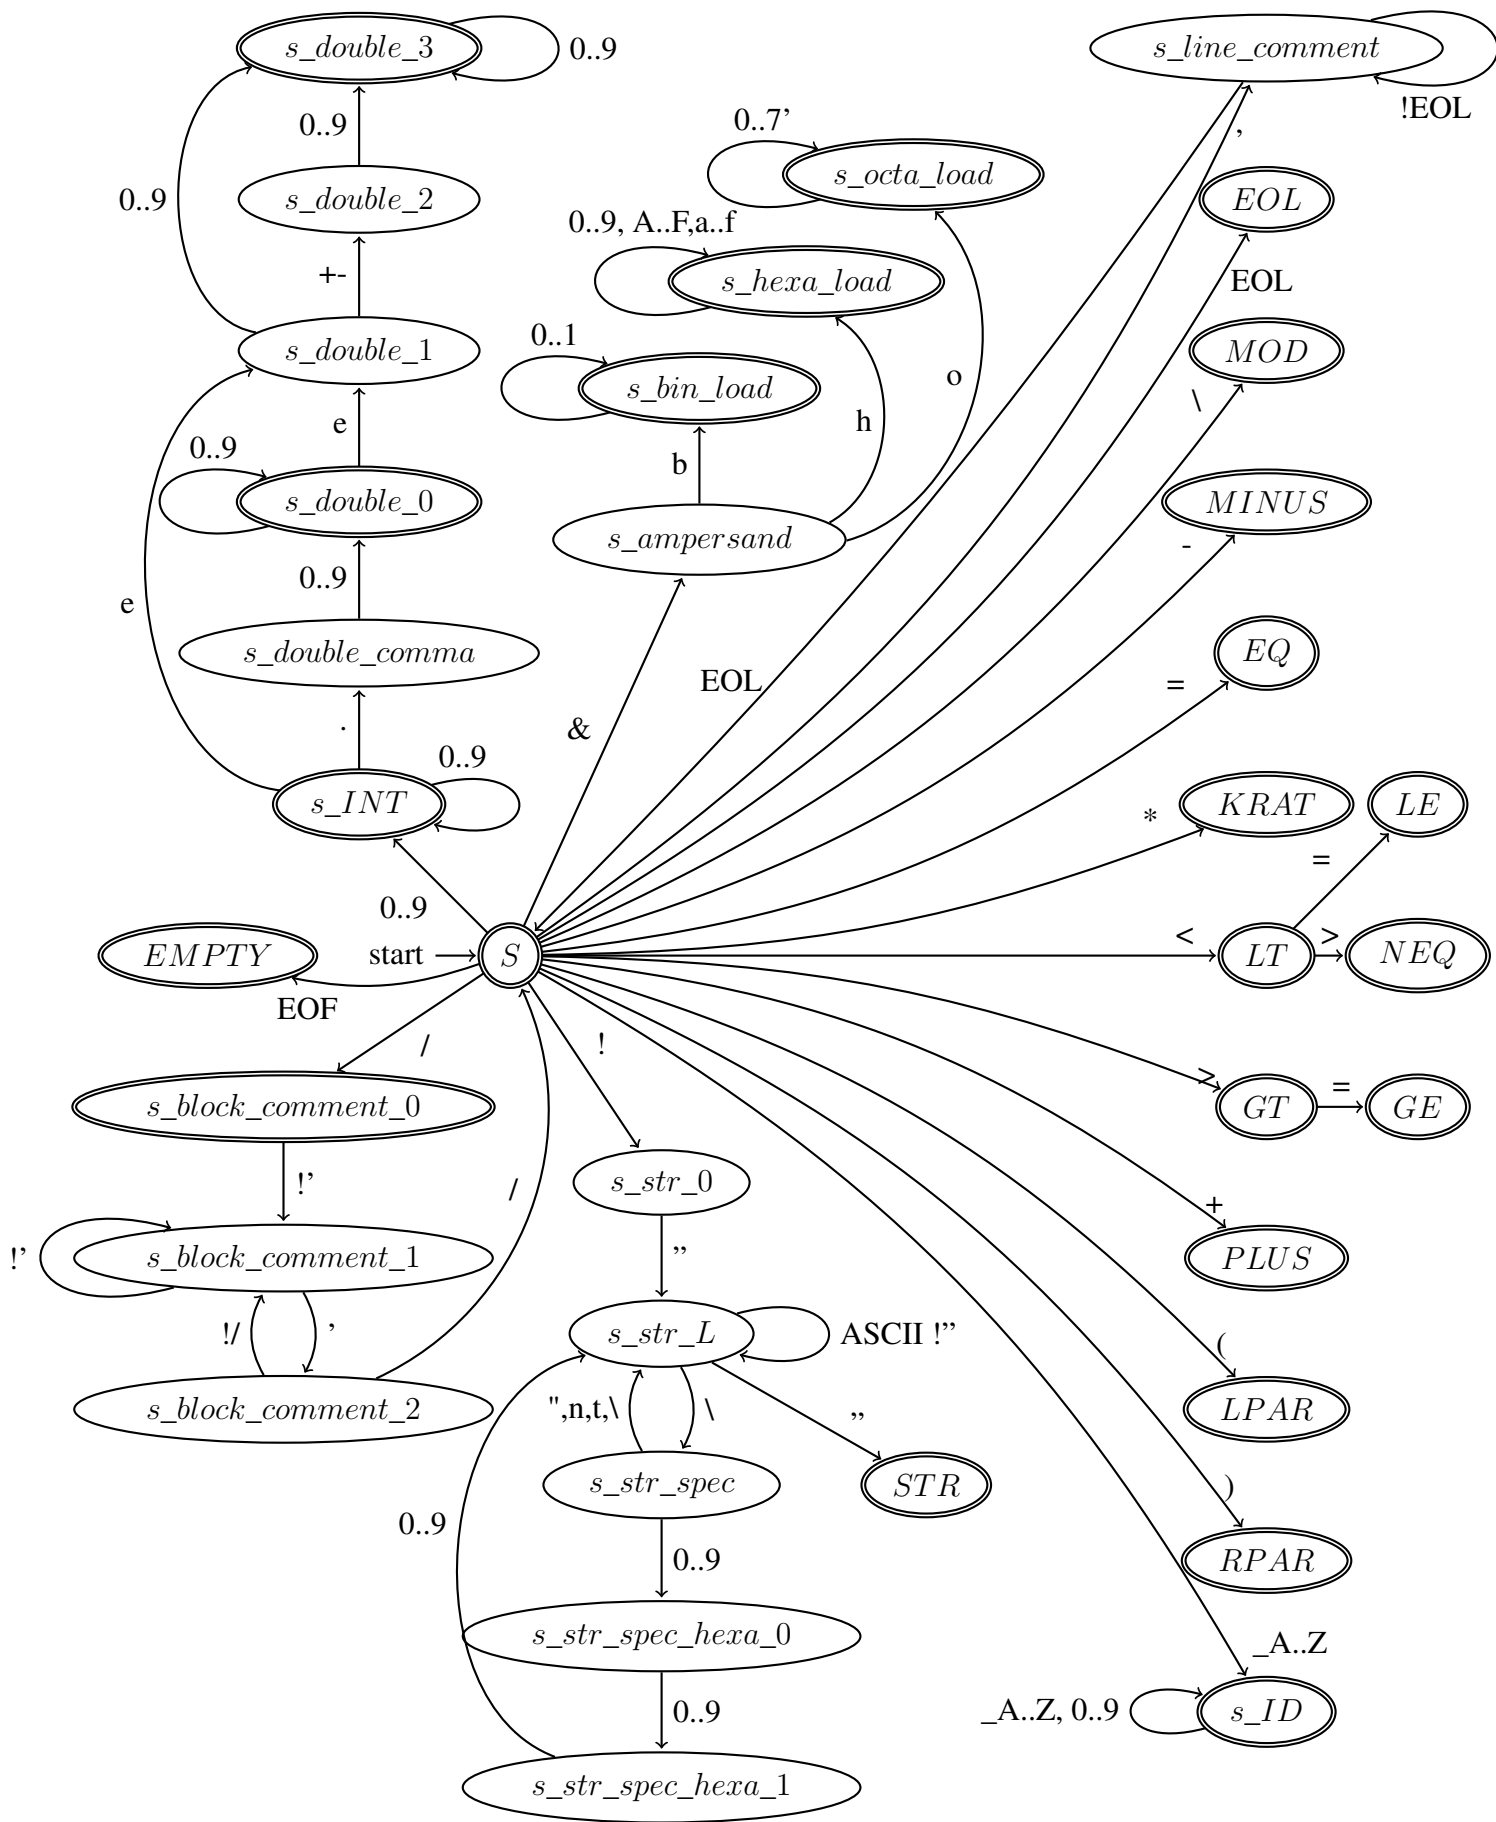 s_double_3
0..9
s_line_comment
!EOL
0..9
0..7’
s_octa_load
,
s_double_2
EOL
0..9
0..9, A..F,a..f
+-
s_hexa_load
EOL
0..1
s_double_1
MOD
s_bin_load
o
\
e
h
0..9
b
s_double_0
MINUS
s_ampersand
-
0..9
e
s_double_comma
EQ
EOL
=
.
&
0..9
s_INT
KRAT
LE
*
=
0..9
EMPTY
start
S
<
LT
>
NEQ
EOF
/
!
>
=
s_block_comment_0
GT
GE
!’
s_str_0
/
+
!’
s_block_comment_1
”
PLUS
!/
,
s_str_L
ASCII !”
(
s_block_comment_2
",n,t,\
\
”
LPAR
s_str_spec
STR
)
0..9
0..9
RPAR
s_str_spec_hexa_0
_A..Z
0..9
_A..Z, 0..9
s_ID
s_str_spec_hexa_1